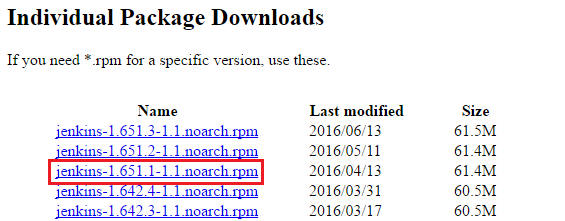 Individual Package Downloads
If you need *.rpm for a specific version, use these.
Name Last modified Size
jenkins-1.651.3-1.1.noarch.rpm 2016/06/13 61.5M
jenkins-1.651.2-1.1.noarch.rpm 2016/05/11 61.4M
jenkins-1.651.1-1.1.noarch.rpm 2016/04/13 61.4M
jenkins-1.642.4-1.1.noarch.rpm 2016/03/31 60.5M
jenkins-1.642.3-1.1.noarch.rpm 2016/03/17 60.5M